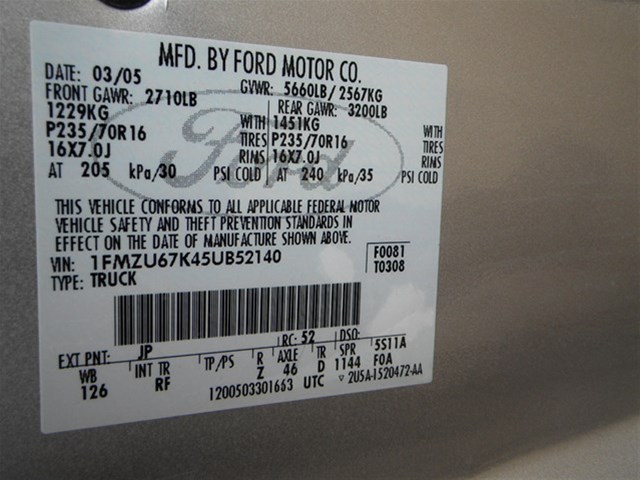 MFD. BY FORD MOTOR CO.
DATE: 03/05 GVWR: 5660LB/2567KG
FRONT GAWR: 2710LB REAR GAWR: 3200LB
1229KG WITH 1451KG WITH
P235/70R16 TIRES P235/70R16 TIRES
16X7.0J RIMS 16X7.0J RIMS
AT 205 kPa/30 PSI COLD AT 240 kPa/35 PSI COLD
Ford
THIS VEHICLE CONFORMS TO ALL APPLICABLE FEDERAL MOTOR
VEHICLE SAFETY AND THEFT PREVENTION STANDARDS IN
EFFECT ON THE DATE OF MANUFACTURE SHOWN ABOVE.
VIN: 1FMZU67K45UB52140 F0081
TYPE: TRUCK T0308
EXT PNT: JP RC: 52 DSO:
WB INT TR TP/PS R AXLE TR SPR 5S11A
126 RF Z 46 D 1144 F0A
1200503301663 UTC ▽ 2U5A-1520472-AA